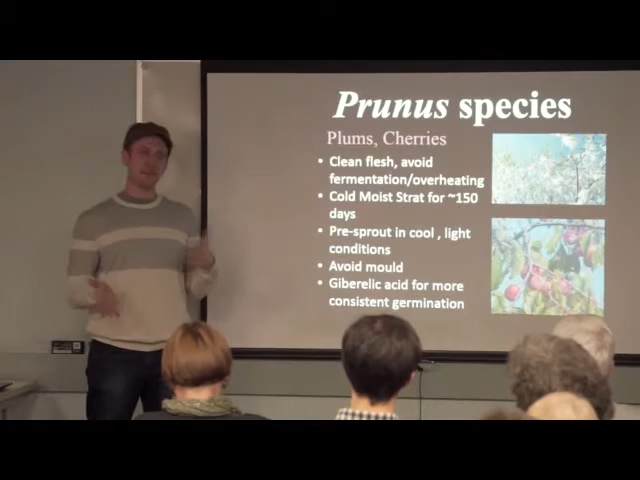 Prunus species
Plums, Cherries
• Clean flesh, avoid
fermentation/overheating
• Cold Moist Strat for ~150
days
• Pre-sprout in cool , light
conditions
• Avoid mould
• Giberelic acid for more
consistent germination